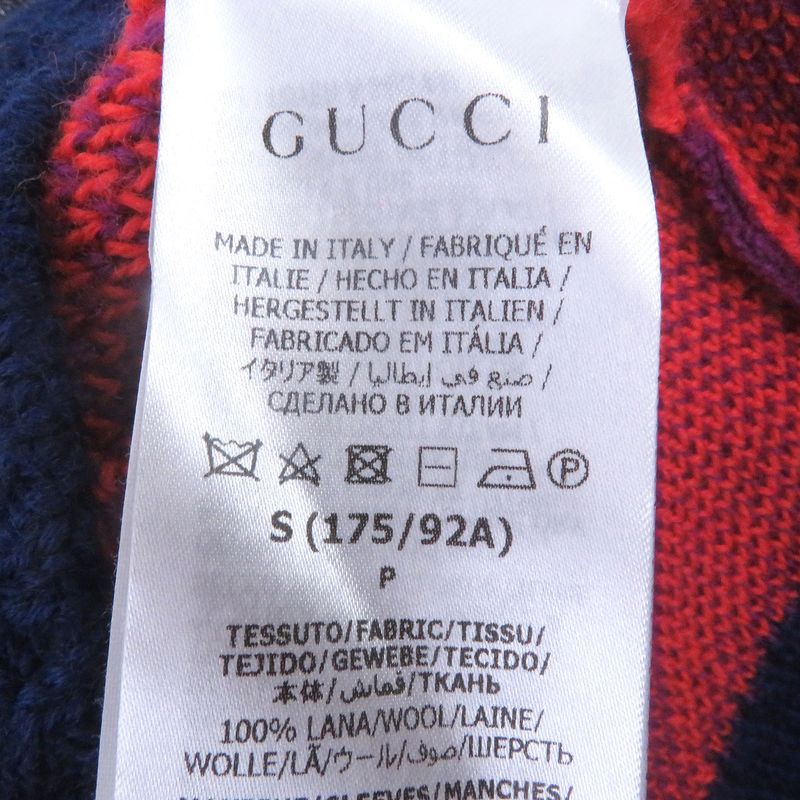 GUCCI
MADE IN ITALY / FABRIQUÉ EN
ITALIE / HECHO EN ITALIA /
HERGESTELLT IN ITALIEN /
FABRICADO EM ITÁLIA /
イタリア製 / صنع في إيطاليا /
СДЕЛАНО В ИТАЛИИ
P
S (175/92A)
P
TESSUTO/FABRIC/TISSU/
TEJIDO/GEWEBE/TECIDO/
本体/قماش/ТКАНЬ
100% LANA/WOOL/LAINE/
WOLLE/LÃ/ウール/صوف/ШЕРСТЬ
/SLEEVES/MANCHES/